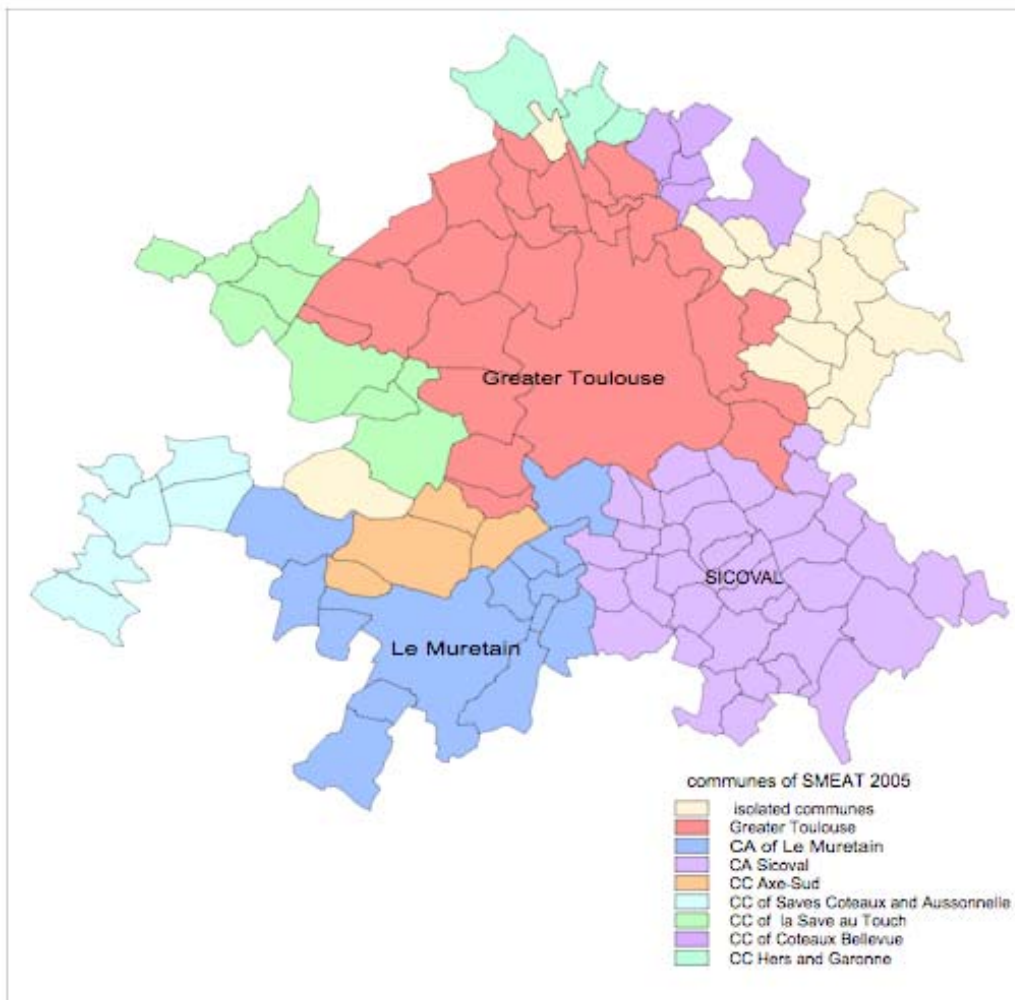 Greater Toulouse
SICOVAL
Le Muretain
communes of SMEAT 2005
isolated communes
Greater Toulouse
CA of Le Muretain
CA Sicoval
CC Axe-Sud
CC of Saves Coteaux and Aussonnelle
CC of la Save au Touch
CC of Coteaux Bellevue
CC Hers and Garonne